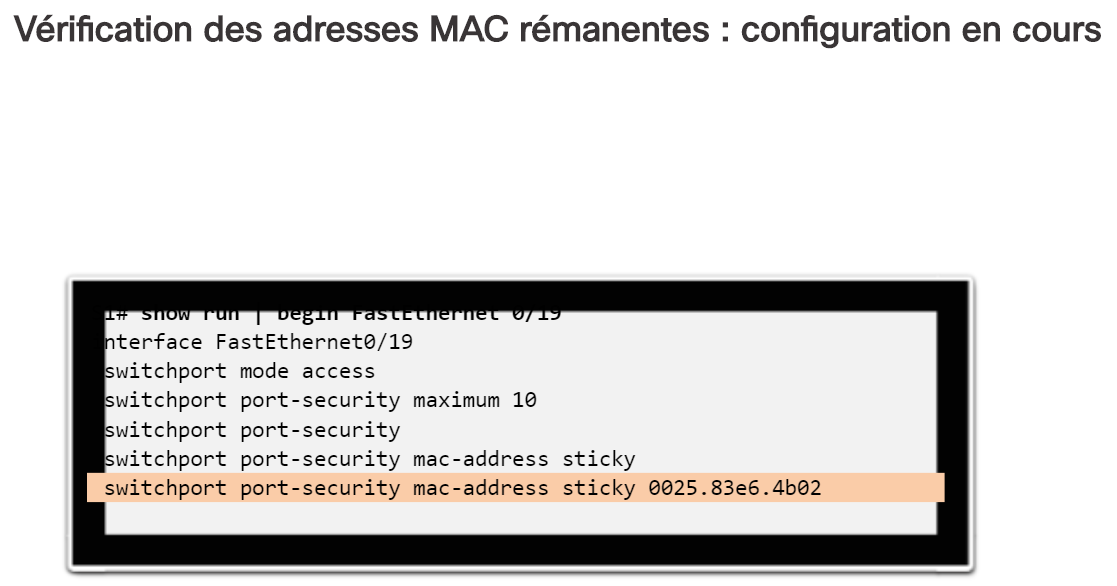 Vérification des adresses MAC rémanentes : configuration en cours
1# show run | begin FastEthernet 0/19
nterface FastEthernet0/19
switchport mode access
switchport port-security maximum 10
switchport port-security
switchport port-security mac-address sticky
switchport port-security mac-address sticky 0025.83e6.4b02